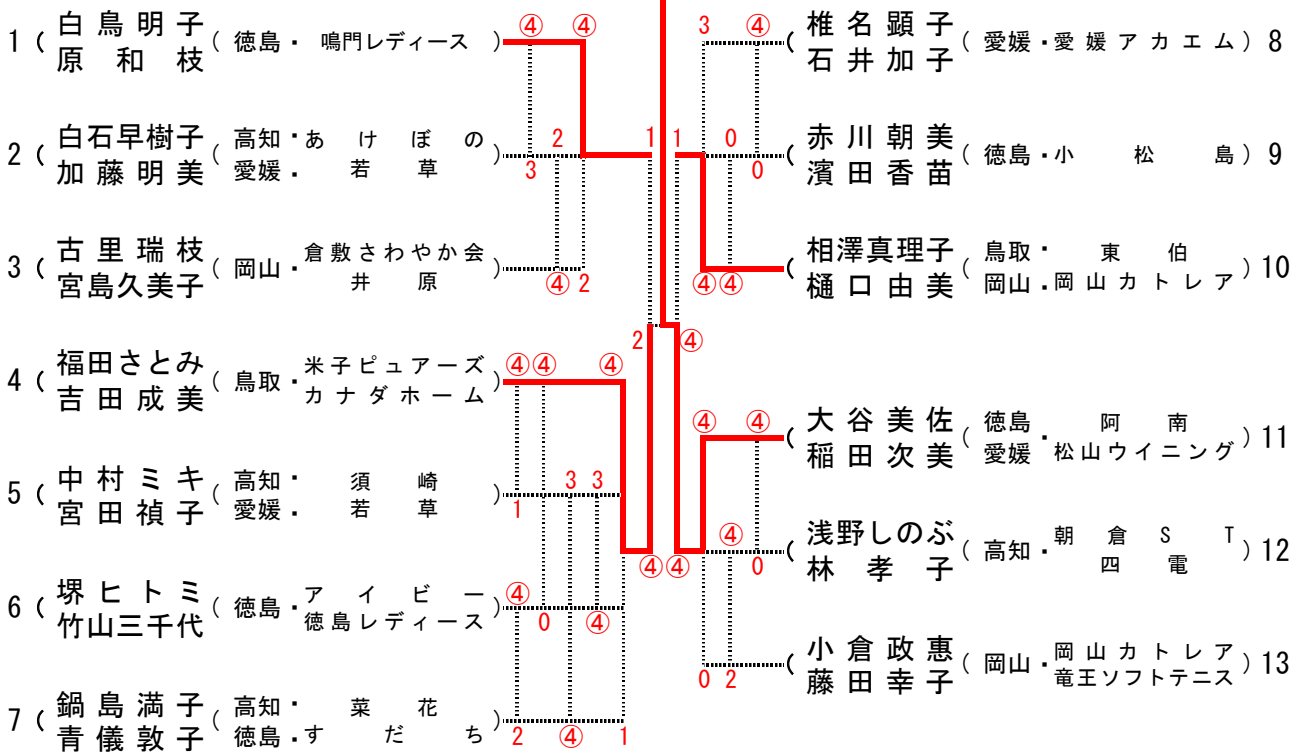 ④ ④
1 ( 白鳥明子 ( 徳島・ 鳴門レディース )
原和枝
2
2 ( 白石早樹子 ( 高知・あけぼの )
加藤明美 愛媛・若草
3
3 ( 古里瑞枝 ( 岡山・倉敷さわやか会 )
宮島久美子 井原
④ 2
1 1
2 ④
④ ④ ④
4 ( 福田さとみ ( 鳥取・米子ピュアーズ )
吉田成美 カナダホーム
3 3
5 ( 中村ミキ ( 高知・須崎 )
宮田禎子 愛媛・若草
1
④ ④
④
6 ( 堺ヒトミ ( 徳島・アイビー )
竹山三千代 徳島レディース
0 ④
7 ( 鍋島満子 ( 高知・菜花 )
青儀敦子 徳島・すだち
2 ④ 1
3 ④
( 椎名顕子 ( 愛媛・愛媛アカエム ) 8
石井加子
0
( 赤川朝美 ( 徳島・小松島 ) 9
濱田香苗
0
( 相澤真理子 ( 鳥取・東伯 ) 10
樋口由美 岡山・岡山カトレア
④ ④
④ ④
( 大谷美佐 ( 徳島・阿南 ) 11
稲田次美 愛媛・松山ウイニング
④
( 浅野しのぶ ( 高知・朝倉ST ) 12
林孝子 四電
0
( 小倉政恵 ( 岡山・岡山カトレア ) 13
藤田幸子 竜王ソフトテニス
0 2